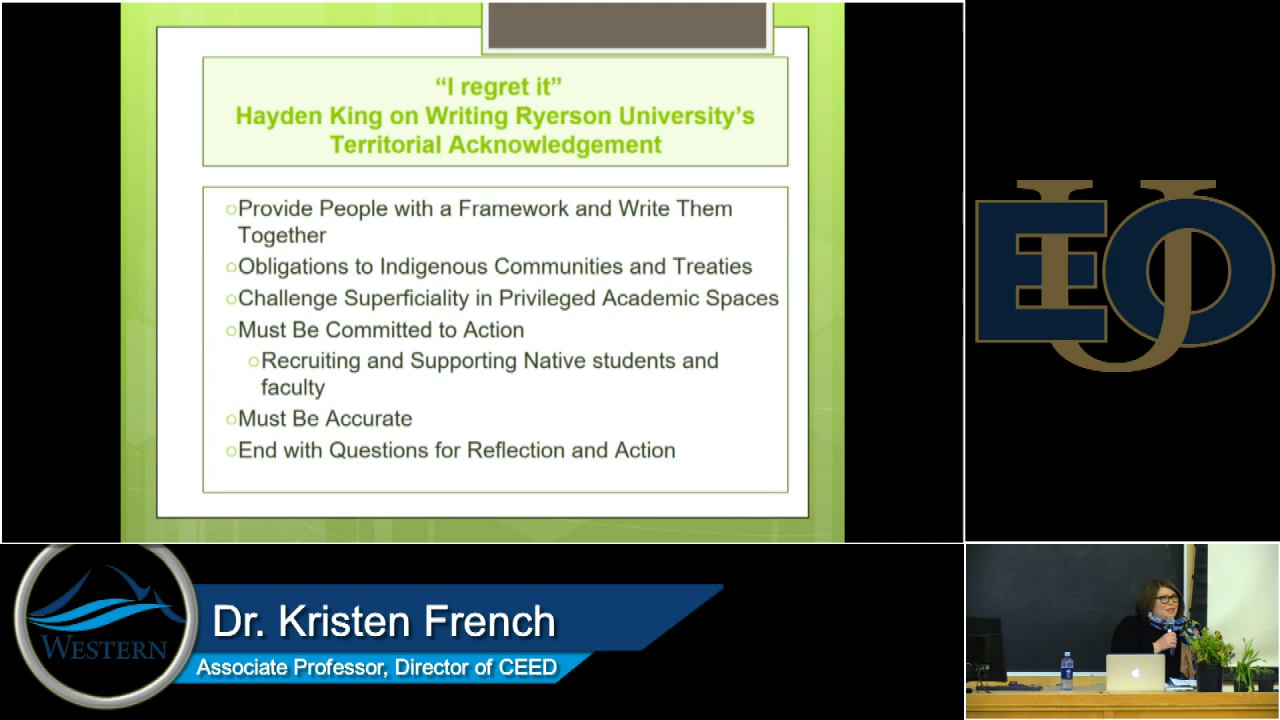 “I regret it”
Hayden King on Writing Ryerson University’s
Territorial Acknowledgement
○Provide People with a Framework and Write Them
Together
○Obligations to Indigenous Communities and Treaties
○Challenge Superficiality in Privileged Academic Spaces
○Must Be Committed to Action
○Recruiting and Supporting Native students and
faculty
○Must Be Accurate
○End with Questions for Reflection and Action
EUO
WESTERN
Dr. Kristen French
Associate Professor, Director of CEED